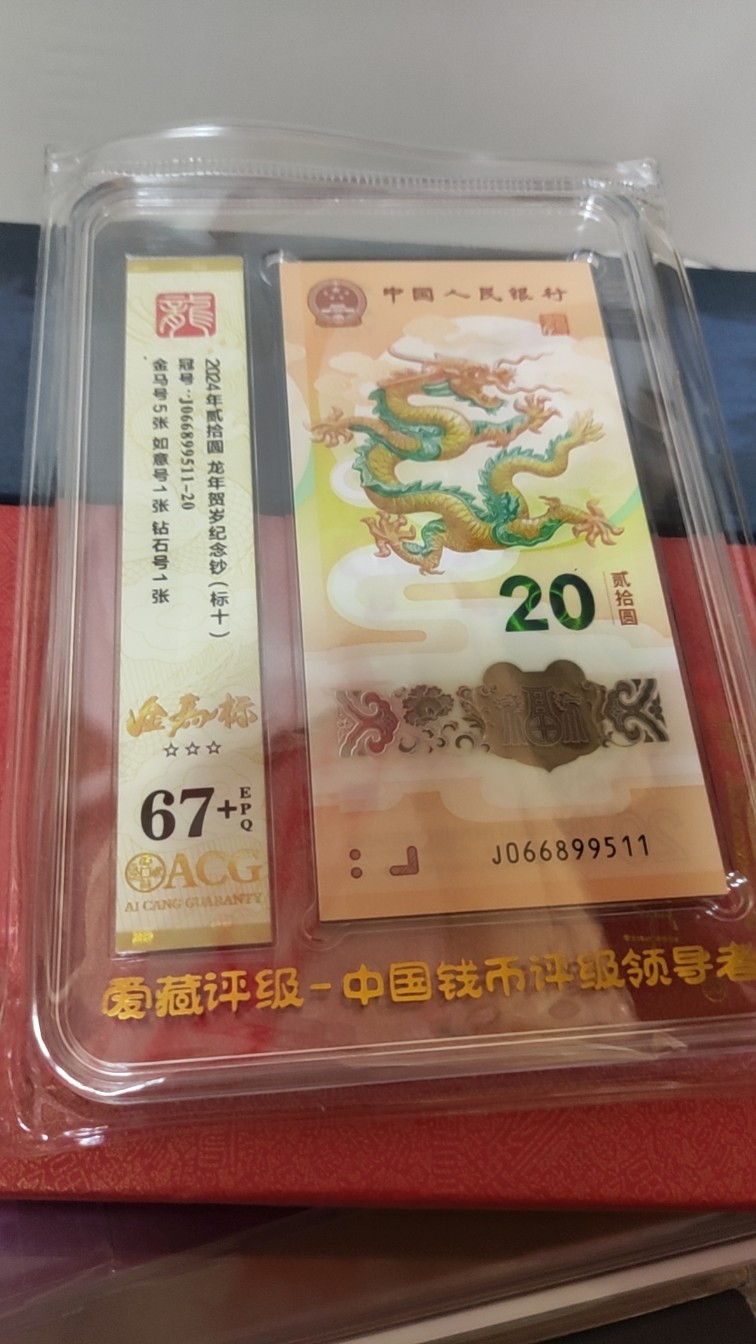 龍
2024年贰拾圆 龙年贺岁纪念钞(标十)
冠号:J066899511-20
金马号5张 如意号1张 钻石号1张
金马标
☆☆☆
67+EPQ
ACG
AI CANG GUARANTY
中国人民银行
20
贰拾圆
J066899511
爱藏评级-中国钱币评级领导者